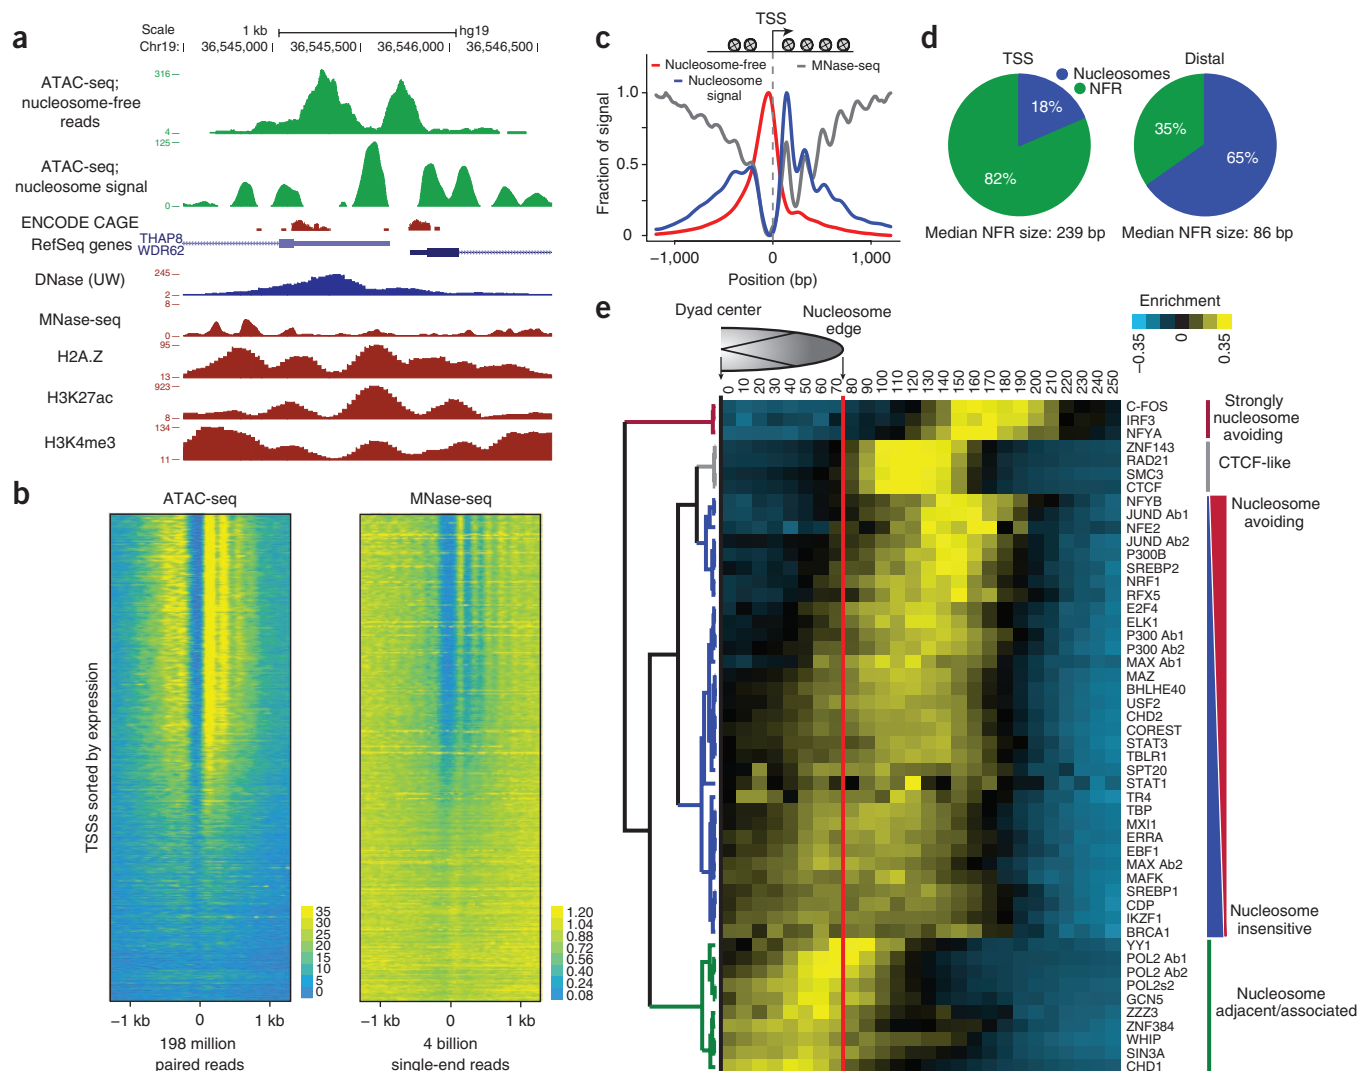 a
Scale
1 kb
hg19
Chr19:
36,545,000
36,545,500
36,546,000
36,546,500
ATAC-seq;
nucleosome-free
reads
316
4
ATAC-seq;
nucleosome signal
125
0
ENCODE CAGE
RefSeq genes
THAP8
WDR62
DNase (UW)
245
2
MNase-seq
8
0
H2A.Z
95
13
H3K27ac
923
8
H3K4me3
134
11
b
ATAC-seq
MNase-seq
TSSs sorted by expression
35
30
25
20
15
10
5
0
1.20
1.04
0.88
0.72
0.56
0.40
0.24
0.08
−1 kb
0
1 kb
−1 kb
0
1 kb
198 million
paired reads
4 billion
single-end reads
c
TSS
Nucleosome-free
Nucleosome
signal
MNase-seq
Fraction of signal
1.0
0.5
0
−1,000
0
1,000
Position (bp)
d
TSS
Distal
Nucleosomes
NFR
18%
82%
35%
65%
Median NFR size: 239 bp
Median NFR size: 86 bp
e
Dyad center
Nucleosome
edge
Enrichment
-0.35
0
0.35
0 10 20 30 40 50 60 70 80 90 100 110 120 130 140 150 160 170 180 190 200 210 220 230 240 250
C-FOS
IRF3
NFYA
ZNF143
RAD21
SMC3
CTCF
NFYB
JUND Ab1
NFE2
JUND Ab2
P300B
SREBP2
NRF1
RFX5
E2F4
ELK1
P300 Ab1
P300 Ab2
MAX Ab1
MAZ
BHLHE40
USF2
CHD2
COREST
STAT3
TBLR1
SPT20
STAT1
TR4
TBP
MXI1
ERRA
EBF1
MAX Ab2
MAFK
SREBP1
CDP
IKZF1
BRCA1
YY1
POL2 Ab1
POL2 Ab2
POL2s2
GCN5
ZZZ3
ZNF384
WHIP
SIN3A
CHD1
Strongly
nucleosome
avoiding
CTCF-like
Nucleosome
avoiding
Nucleosome
insensitive
Nucleosome
adjacent/associated